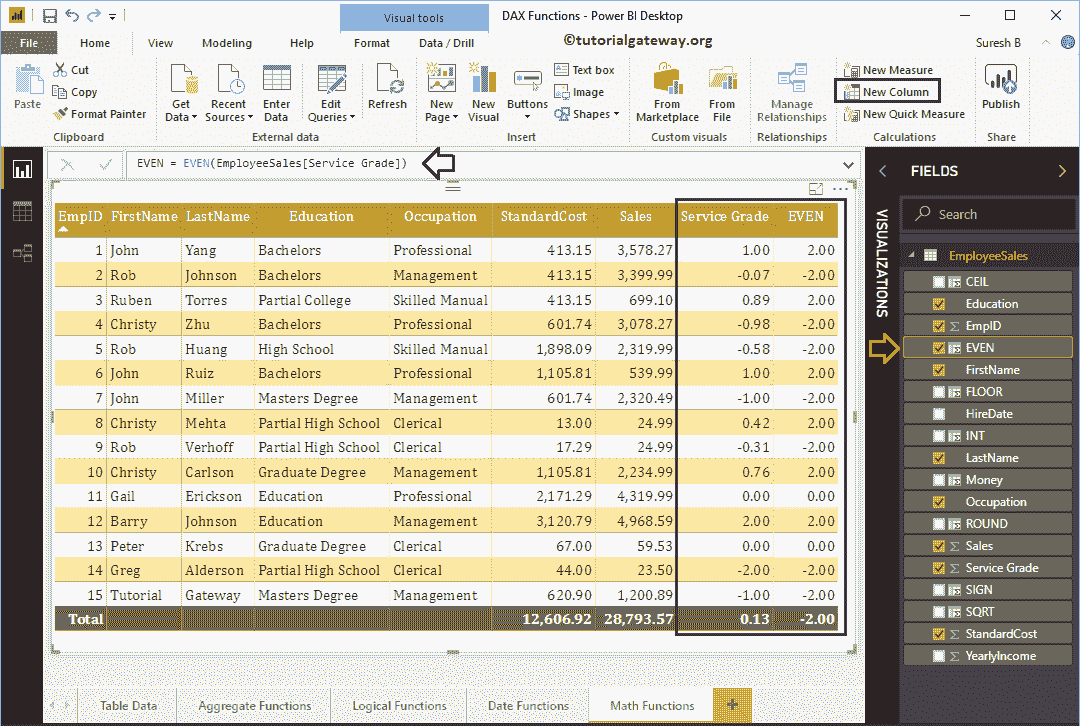 Visual tools
DAX Functions - Power BI Desktop
File Home View Modeling Help Format Data / Drill
©tutorialgateway.org
Suresh B
Paste
Cut
Copy
Format Painter
Clipboard
Get Data
Recent Sources
Enter Data
Edit Queries
Refresh
External data
New Page
New Visual
Buttons
Text box
Image
Shapes
Insert
From Marketplace
From File
Custom visuals
Manage Relationships
Relationships
New Measure
New Column
New Quick Measure
Calculations
Publish
Share
EVEN = EVEN(EmployeeSales[Service Grade])
EmpID FirstName LastName Education Occupation StandardCost Sales Service Grade EVEN
1 John Yang Bachelors Professional 413.15 3,578.27 1.00 2.00
2 Rob Johnson Bachelors Management 413.15 3,399.99 -0.07 -2.00
3 Ruben Torres Partial College Skilled Manual 413.15 699.10 0.89 2.00
4 Christy Zhu Bachelors Professional 601.74 3,078.27 -0.98 -2.00
5 Rob Huang High School Skilled Manual 1,898.09 2,319.99 -0.58 -2.00
6 John Ruiz Bachelors Professional 1,105.81 539.99 1.00 2.00
7 John Miller Masters Degree Management 601.74 2,320.49 -1.00 -2.00
8 Christy Mehta Partial High School Clerical 13.00 24.99 0.42 2.00
9 Rob Verhoff Partial High School Clerical 17.29 24.99 -0.31 -2.00
10 Christy Carlson Graduate Degree Management 1,105.81 2,234.99 0.76 2.00
11 Gail Erickson Education Professional 2,171.29 4,319.99 0.00 0.00
12 Barry Johnson Education Management 3,120.79 4,968.59 2.00 2.00
13 Peter Krebs Graduate Degree Clerical 67.00 59.53 0.00 0.00
14 Greg Alderson Partial High School Clerical 44.00 23.50 -2.00 -2.00
15 Tutorial Gateway Masters Degree Management 620.90 1,200.89 -1.00 -2.00
Total 12,606.92 28,793.57 0.13 -2.00
VISUALIZATIONS
FIELDS
Search
EmployeeSales
CEIL
Education
EmpID
EVEN
FirstName
FLOOR
HireDate
INT
LastName
Money
Occupation
ROUND
Sales
Service Grade
SIGN
SQRT
StandardCost
YearlyIncome
Table Data Aggregate Functions Logical Functions Date Functions Math Functions